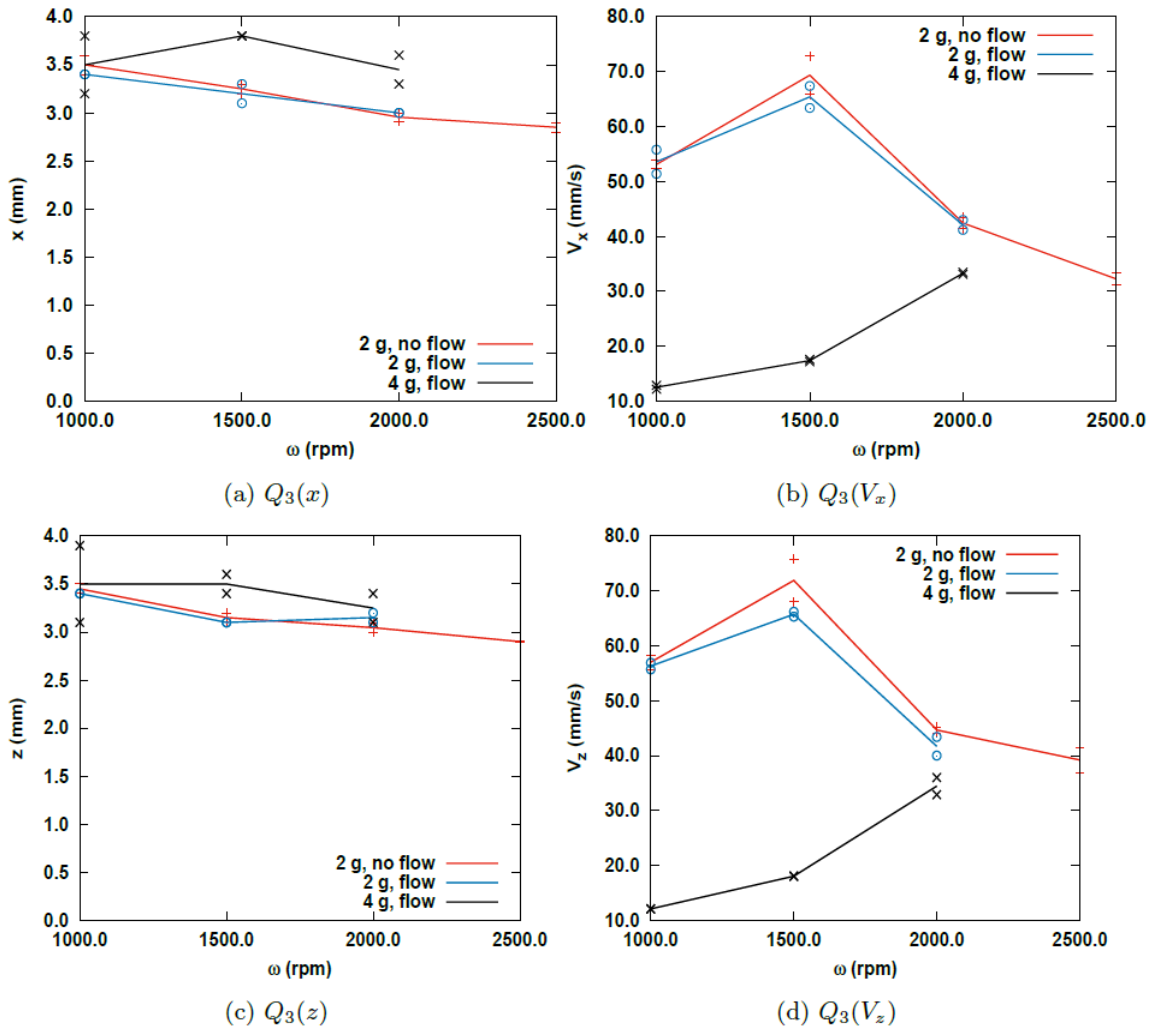 4.0
3.5
3.0
2.5
2.0
1.5
1.0
0.5
0.0
x (mm)
2 g, no flow
2 g, flow
4 g, flow
1000.0 1500.0 2000.0 2500.0
ω (rpm)
(a) Q₃(x)
80.0
70.0
60.0
50.0
40.0
30.0
20.0
10.0
Vₓ (mm/s)
2 g, no flow
2 g, flow
4 g, flow
1000.0 1500.0 2000.0 2500.0
ω (rpm)
(b) Q₃(Vₓ)
4.0
3.5
3.0
2.5
2.0
1.5
1.0
0.5
0.0
z (mm)
2 g, no flow
2 g, flow
4 g, flow
1000.0 1500.0 2000.0 2500.0
ω (rpm)
(c) Q₃(z)
80.0
70.0
60.0
50.0
40.0
30.0
20.0
10.0
V_z (mm/s)
2 g, no flow
2 g, flow
4 g, flow
1000.0 1500.0 2000.0 2500.0
ω (rpm)
(d) Q₃(V_z)